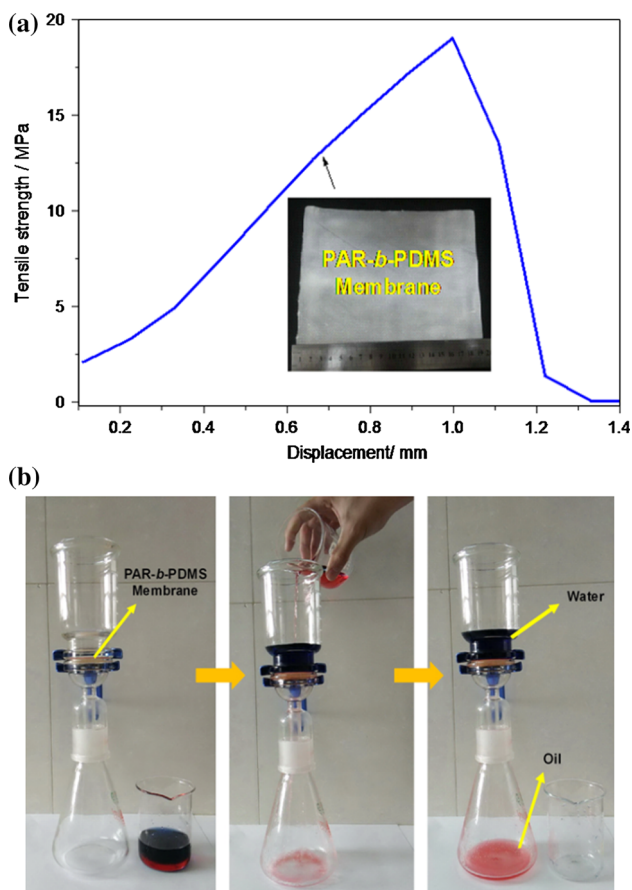 (a)
20
15
10
5
0
Tensile strength / MPa
PAR-b-PDMS
Membrane
0.2 0.4 0.6 0.8 1.0 1.2 1.4
Displacement/ mm
(b)
PAR-b-PDMS
Membrane
Water
Oil